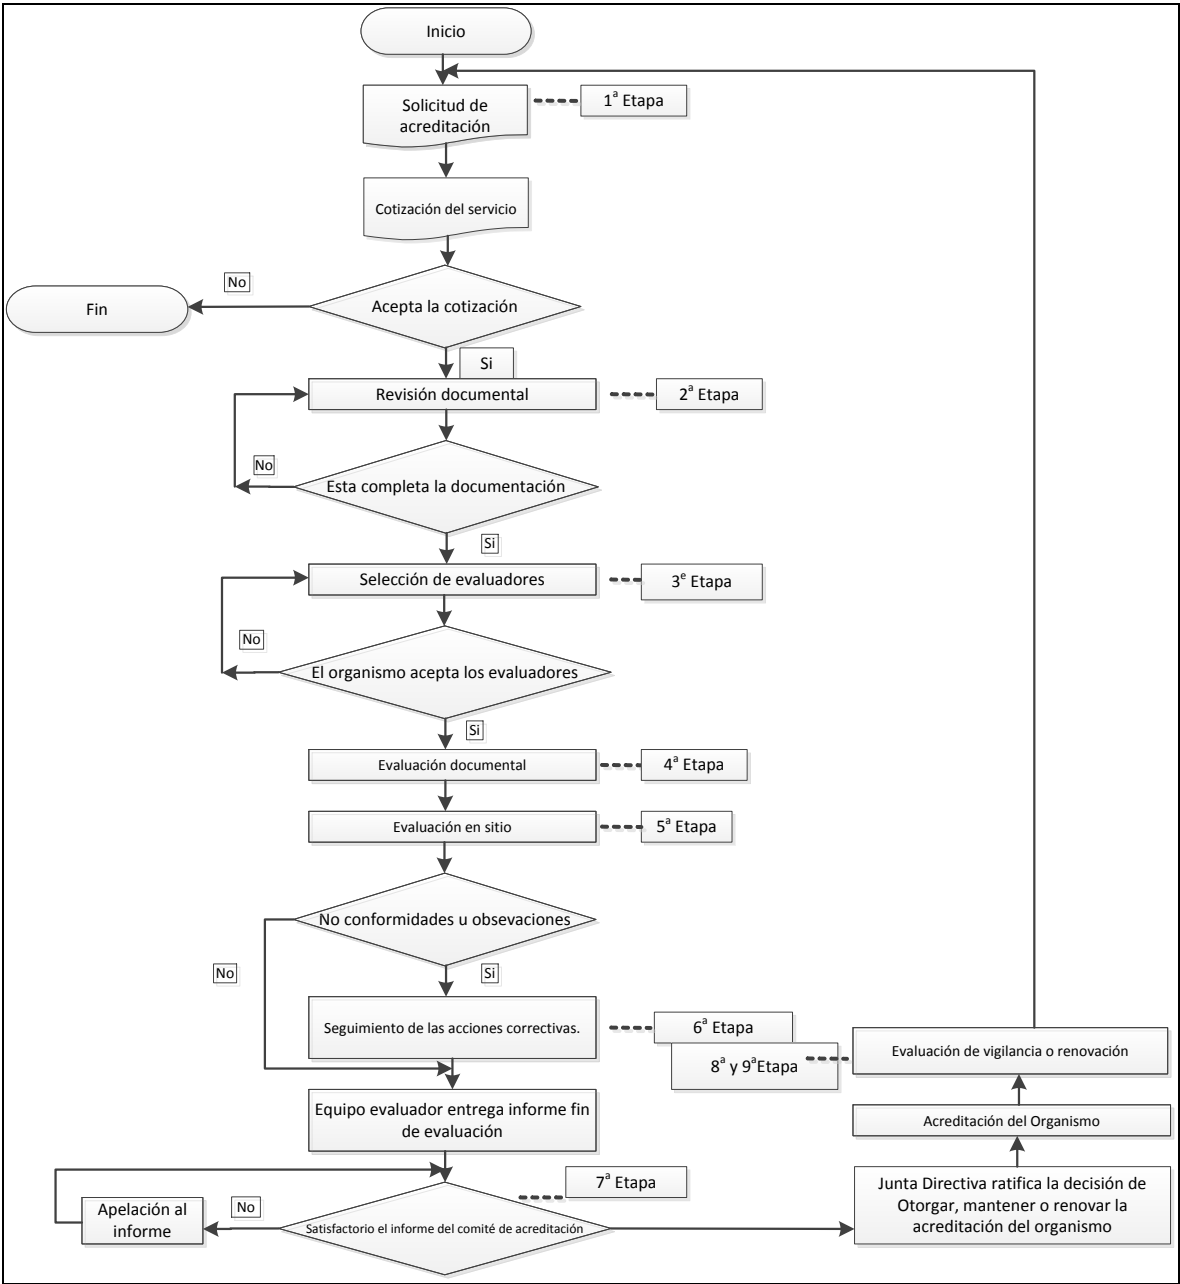 Inicio
Solicitud de
acreditación
1ª Etapa
Cotización del servicio
No
Fin
Acepta la cotización
Si
Revisión documental
2ª Etapa
No
Esta completa la documentación
Si
Selección de evaluadores
3ᵉ Etapa
No
El organismo acepta los evaluadores
Si
Evaluación documental
4ª Etapa
Evaluación en sitio
5ª Etapa
No conformidades u obsevaciones
No
Si
Seguimiento de las acciones correctivas.
6ª Etapa
8ª y 9ªEtapa
Evaluación de vigilancia o renovación
Acreditación del Organismo
Equipo evaluador entrega informe fin
de evaluación
7ª Etapa
Junta Directiva ratifica la decisión de
Otorgar, mantener o renovar la
acreditación del organismo
Apelación al
informe
No
Satisfactorio el informe del comité de acreditación